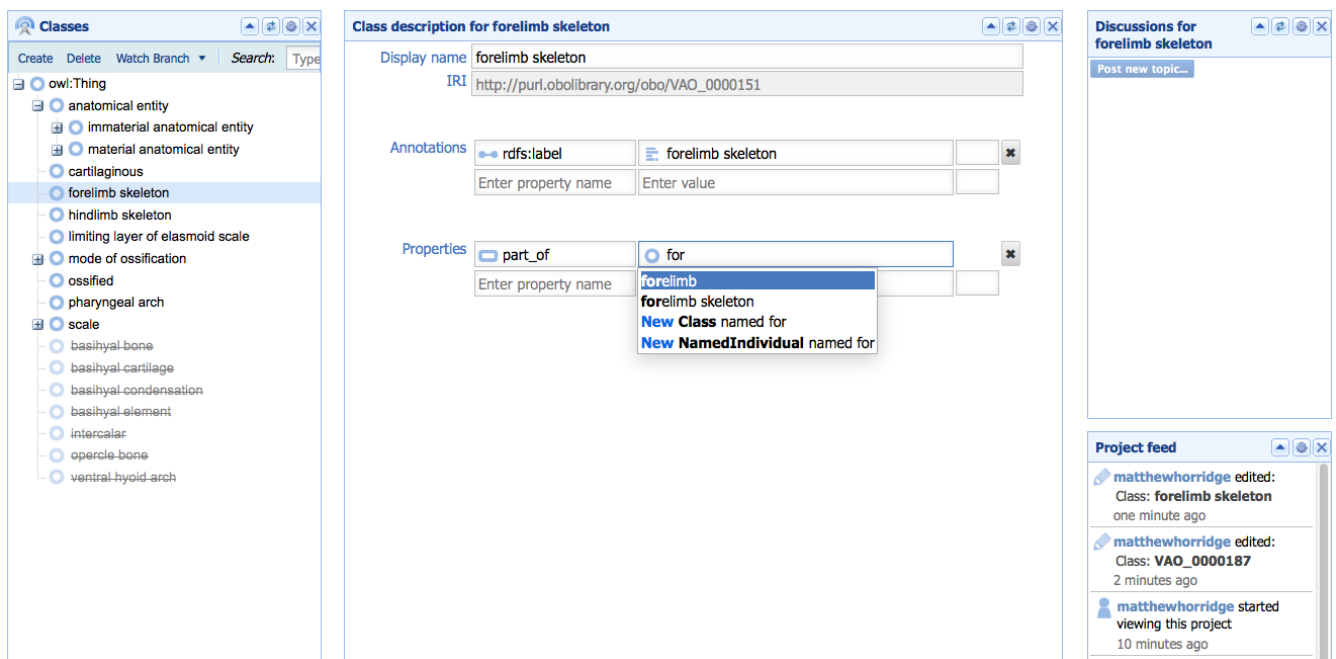 Classes
Create Delete Watch Branch ▼ Search: Type
owl:Thing
anatomical entity
immaterial anatomical entity
material anatomical entity
cartilaginous
forelimb skeleton
hindlimb skeleton
limiting layer of elasmoid scale
mode of ossification
ossified
pharyngeal arch
scale
basihyal bone
basihyal cartilage
basihyal condensation
basihyal element
intercalar
opercle bone
ventral hyoid arch
Class description for forelimb skeleton
Display name forelimb skeleton
IRI http://purl.obolibrary.org/obo/VAO_0000151
Annotations rdfs:label forelimb skeleton
Enter property name Enter value
Properties part_of for
Enter property name
forelimb
forelimb skeleton
New Class named for
New NamedIndividual named for
Discussions for
forelimb skeleton
Post new topic...
Project feed
matthewhorridge edited:
Class: forelimb skeleton
one minute ago
matthewhorridge edited:
Class: VAO_0000187
2 minutes ago
matthewhorridge started
viewing this project
10 minutes ago